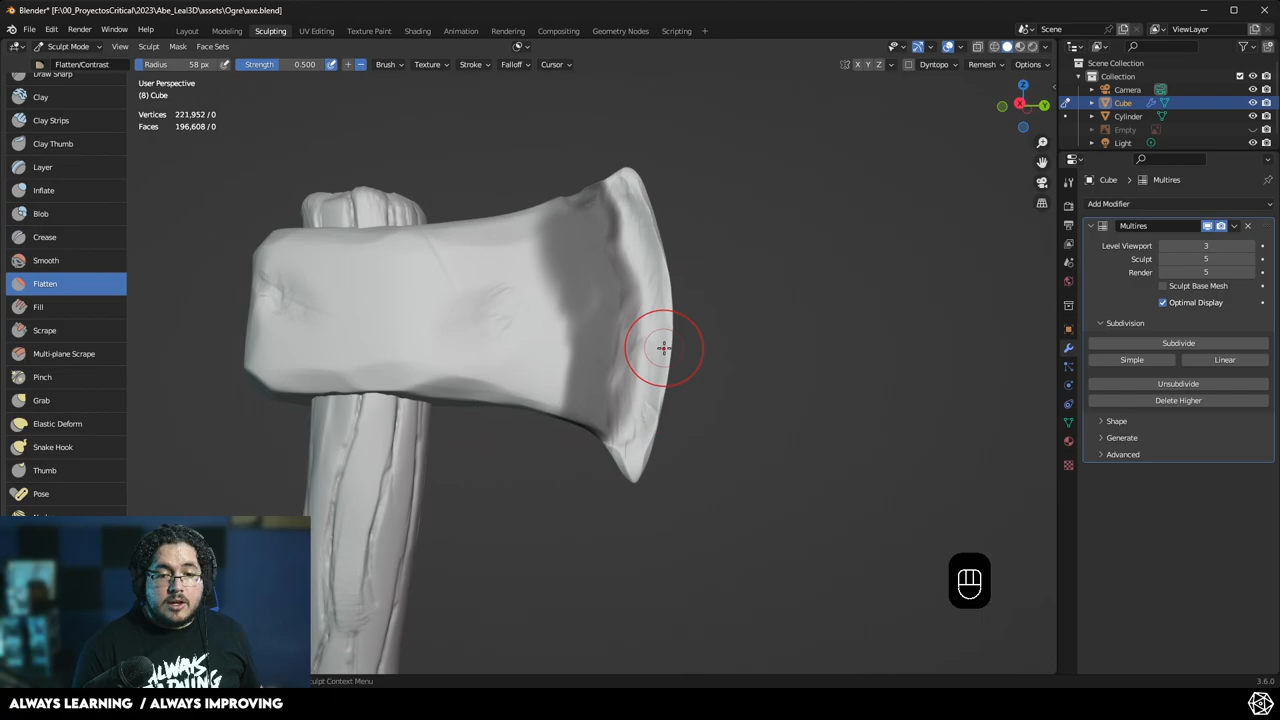 Blender* [F:\00_ProyectosCritical\2023\Abe_Leal3D\assets\Ogre\axe.blend]
File Edit Render Window Help Layout Modeling Sculpting UV Editing Texture Paint Shading Animation Rendering Compositing Geometry Nodes Scripting + Scene ViewLayer
Sculpt Mode View Sculpt Mask Face Sets
Flatten/Contrast Radius 58 px Strength 0.500 Brush Texture Stroke Falloff Cursor X Y Z Dyntopo Remesh Options
Draw Sharp
Clay
Clay Strips
Clay Thumb
Layer
Inflate
Blob
Crease
Smooth
Flatten
Fill
Scrape
Multi-plane Scrape
Pinch
Grab
Elastic Deform
Snake Hook
Thumb
Pose
User Perspective
(8) Cube
Vertices 221,952 / 0
Faces 196,608 / 0
X Y Z
Scene Collection
Collection
Camera
Cube
Cylinder
Empty
Light
Cube > Multires
Add Modifier
Multires
Level Viewport 3
Sculpt 5
Render 5
Sculpt Base Mesh
Optimal Display
Subdivision
Subdivide
Simple Linear
Unsubdivide
Delete Higher
Shape
Generate
Advanced
ALWAYS
LEARNING
culpt Context Menu
3.6.0
ALWAYS LEARNING / ALWAYS IMPROVING